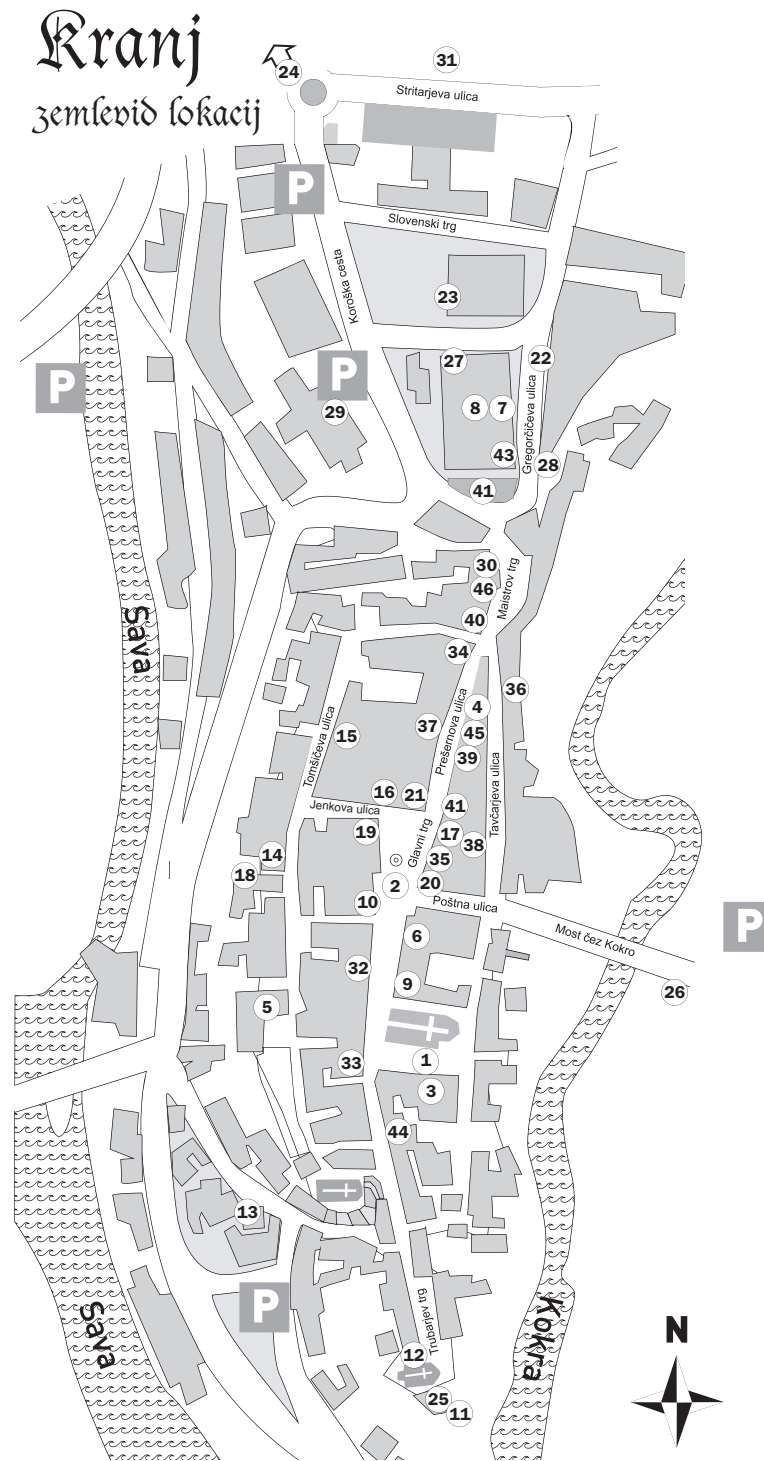 Kranj
zemlevid lokacij
24
31
Stritarjeva ulica
P
Slovenski trg
Koroška cesta
23
P
P
27
22
8
7
Gregorčičeva ulica
29
43
28
41
30
46
Maistrov trg
40
Sava
34
36
4
37
45
15
Prešernova ulica
Tomšičeva ulica
39
Tavčarjeva ulica
16
21
41
Jenkova ulica
19
17
Glavni trg
38
14
35
18
20
2
10
Poštna ulica
P
6
Most čez Kokro
32
9
26
5
33
1
3
44
13
P
Sava
Trubarjev trg
Kokra
N
12
25
11